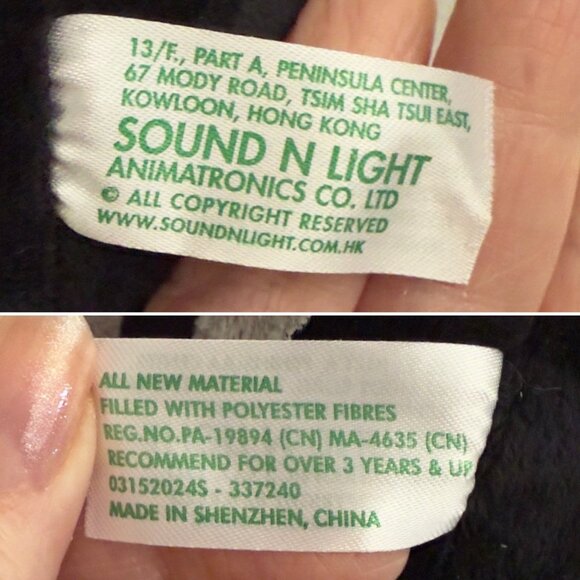 13/F., PART A, PENINSULA CENTER,
67 MODY ROAD, TSIM SHA TSUI EAST,
KOWLOON, HONG KONG
SOUND N LIGHT
ANIMATRONICS CO. LTD
© ALL COPYRIGHT RESERVED
WWW.SOUNDNLIGHT.COM.HK
ALL NEW MATERIAL
FILLED WITH POLYESTER FIBRES
REG.NO.PA-19894 (CN) MA-4635 (CN)
RECOMMEND FOR OVER 3 YEARS & UP
03152024S - 337240
MADE IN SHENZHEN, CHINA